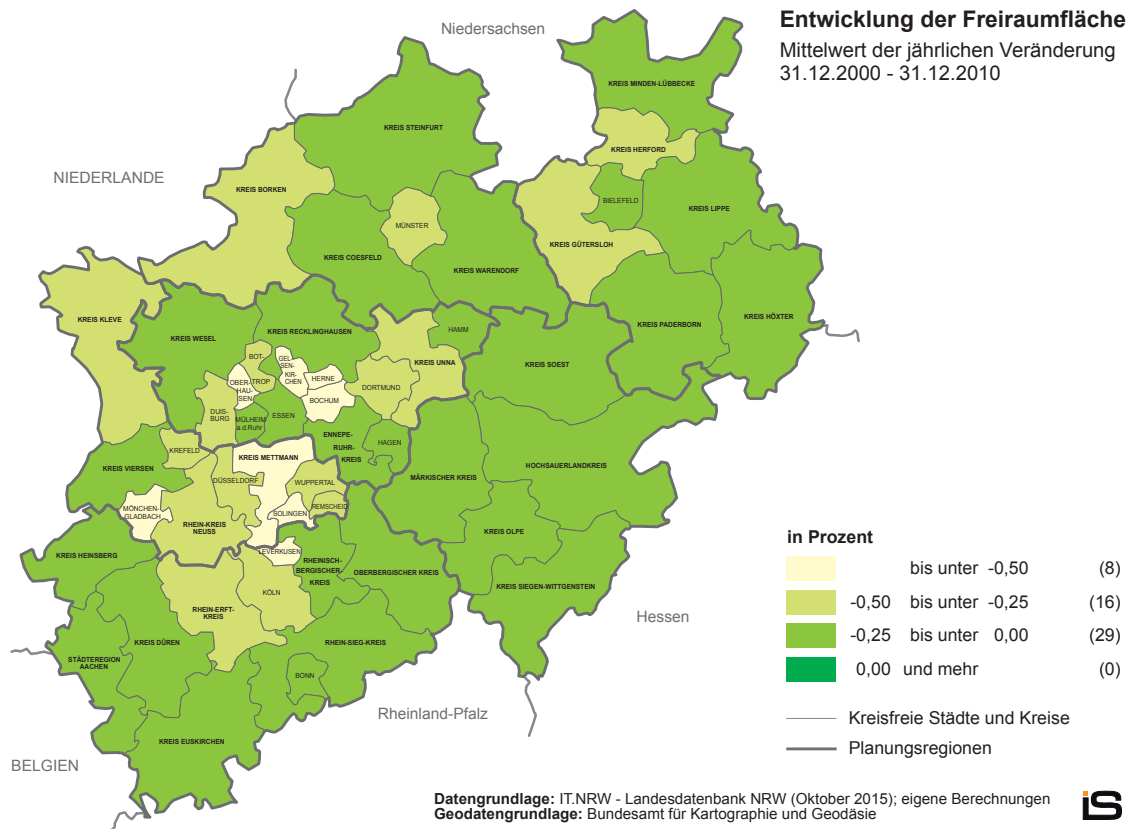 Entwicklung der Freiraumfläche
Mittelwert der jährlichen Veränderung
31.12.2000 - 31.12.2010
Niedersachsen
NIEDERLANDE
KREIS MINDEN-LÜBBECKE
KREIS STEINFURT
KREIS HERFORD
KREIS BORKEN
BIELEFELD
KREIS LIPPE
MÜNSTER
KREIS GÜTERSLOH
KREIS COESFELD
KREIS WARENDORF
KREIS KLEVE
KREIS HÖXTER
KREIS PADERBORN
KREIS WESEL
KREIS RECKLINGHAUSEN
HAMM
BOT-
TROP
GEL-
SEN-
KIR-
CHEN
KREIS UNNA
KREIS SOEST
OBER-
HAU-
SEN
HERNE
BOCHUM
DORTMUND
DUIS-
BURG
MÜLHEIM
a.d.Ruhr
ESSEN
ENNEPE-
RUHR-
KREIS
HAGEN
KREFELD
KREIS METTMANN
KREIS VIERSEN
HOCHSAUERLANDKREIS
MÄRKISCHER KREIS
DÜSSELDORF
WUPPERTAL
MÖNCHEN-
GLADBACH
SOLINGEN
REMSCHEID
RHEIN-KREIS
NEUSS
KREIS OLPE
KREIS HEINSBERG
LEVERKUSEN
RHEINISCH-
BERGISCHER-
KREIS
OBERBERGISCHER KREIS
KREIS SIEGEN-WITTGENSTEIN
KÖLN
RHEIN-ERFT-
KREIS
Hessen
KREIS DÜREN
RHEIN-SIEG-KREIS
STÄDTEREGION
AACHEN
BONN
Rheinland-Pfalz
KREIS EUSKIRCHEN
BELGIEN
in Prozent
bis unter -0,50 (8)
-0,50 bis unter -0,25 (16)
-0,25 bis unter 0,00 (29)
0,00 und mehr (0)
Kreisfreie Städte und Kreise
Planungsregionen
Datengrundlage: IT.NRW - Landesdatenbank NRW (Oktober 2015); eigene Berechnungen
Geodatengrundlage: Bundesamt für Kartographie und Geodäsie
iS